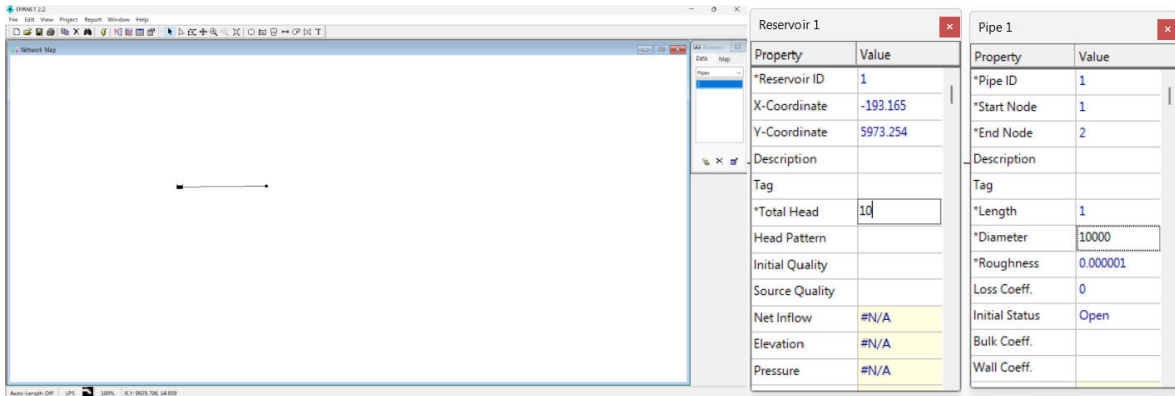 EPANET 2.2
File Edit View Project Report Window Help
T
Network Map
Browser
Data Map
Pipes
1
Auto-Length Off LPS 100% X,Y: 9925.706, 14.859
Reservoir 1
Property Value
*Reservoir ID 1
X-Coordinate -193.165
Y-Coordinate 5973.254
Description
Tag
*Total Head 10
Head Pattern
Initial Quality
Source Quality
Net Inflow #N/A
Elevation #N/A
Pressure #N/A
Pipe 1
Property Value
*Pipe ID 1
*Start Node 1
*End Node 2
Description
Tag
*Length 1
*Diameter 10000
*Roughness 0.000001
Loss Coeff. 0
Initial Status Open
Bulk Coeff.
Wall Coeff.